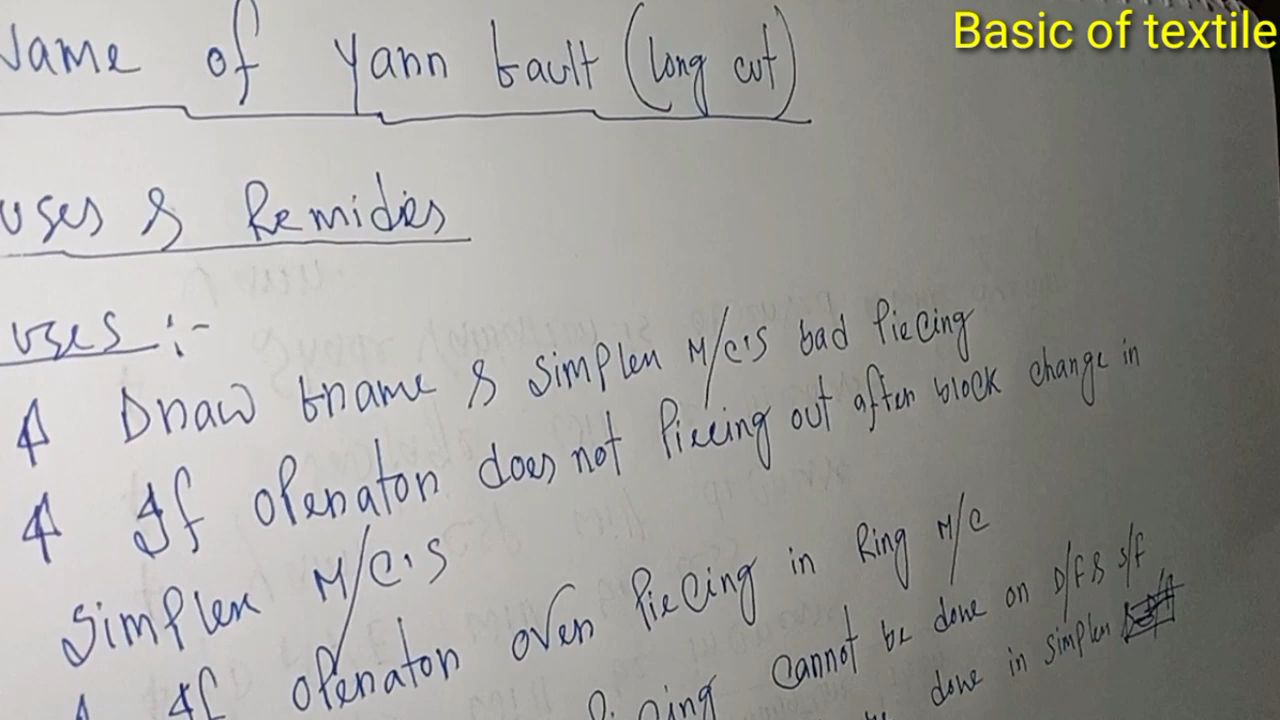 Basic of textile
Name of Yarn fault (long cut)
uses & Remidies
uses :-
Draw frame & simplex M/C's bad Piecing
If operator does not Piecing out after block change in
Simplex M/C's
If operator over Piecing in Ring M/C
Piecing cannot be done on D/F & S/F
done in simplex